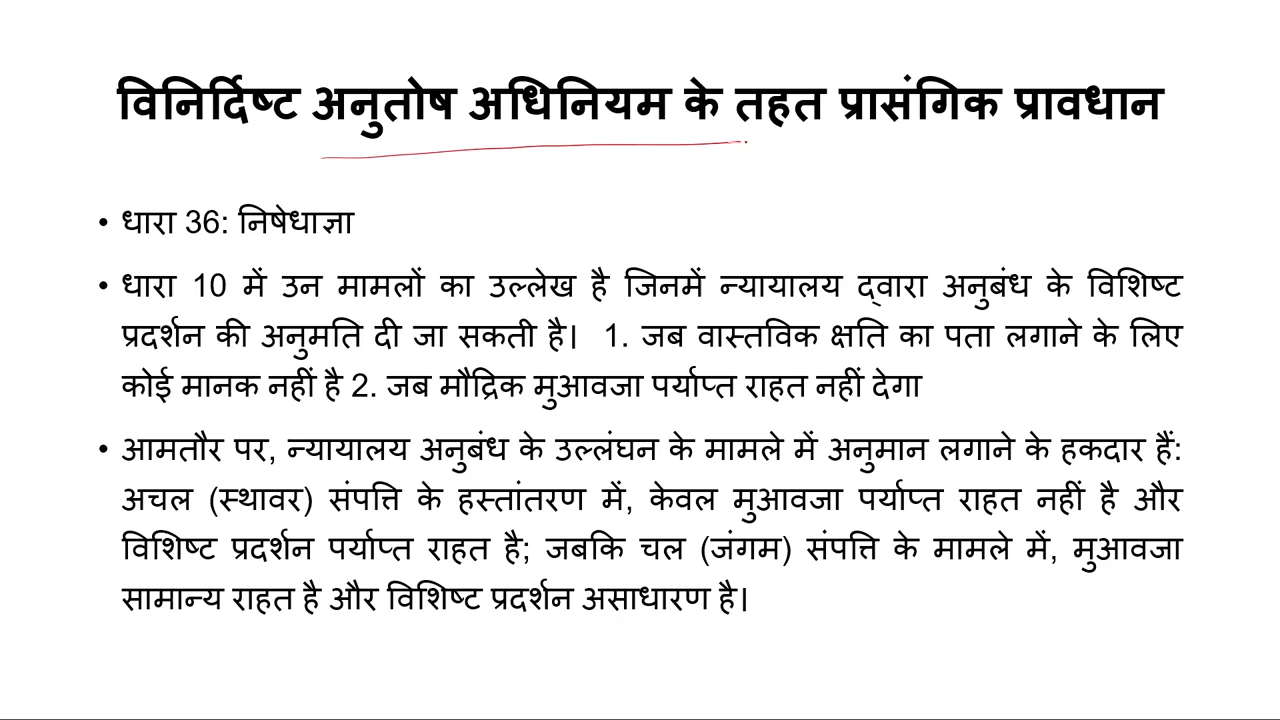 विनिर्दिष्ट अनुतोष अधिनियम के तहत प्रासंगिक प्रावधान
• धारा 36: निषेधाज्ञा
• धारा 10 में उन मामलों का उल्लेख है जिनमें न्यायालय द्वारा अनुबंध के विशिष्ट
प्रदर्शन की अनुमति दी जा सकती है। 1. जब वास्तविक क्षति का पता लगाने के लिए
कोई मानक नहीं है 2. जब मौद्रिक मुआवजा पर्याप्त राहत नहीं देगा
• आमतौर पर, न्यायालय अनुबंध के उल्लंघन के मामले में अनुमान लगाने के हकदार हैं:
अचल (स्थावर) संपत्ति के हस्तांतरण में, केवल मुआवजा पर्याप्त राहत नहीं है और
विशिष्ट प्रदर्शन पर्याप्त राहत है; जबकि चल (जंगम) संपत्ति के मामले में, मुआवजा
सामान्य राहत है और विशिष्ट प्रदर्शन असाधारण है।